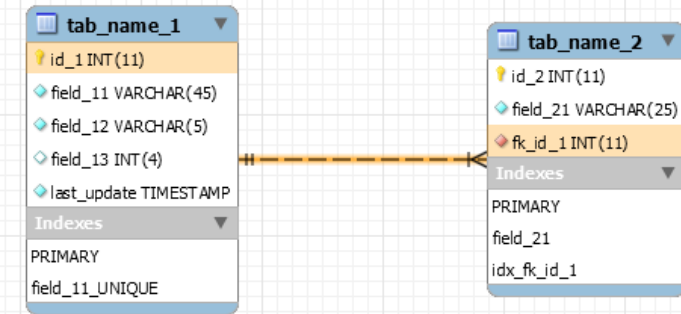 tab_name_1
id_1 INT(11)
field_11 VARCHAR(45)
field_12 VARCHAR(5)
field_13 INT(4)
last_update TIMESTAMP
Indexes
PRIMARY
field_11_UNIQUE
tab_name_2
id_2 INT(11)
field_21 VARCHAR(25)
fk_id_1 INT(11)
Indexes
PRIMARY
field_21
idx_fk_id_1